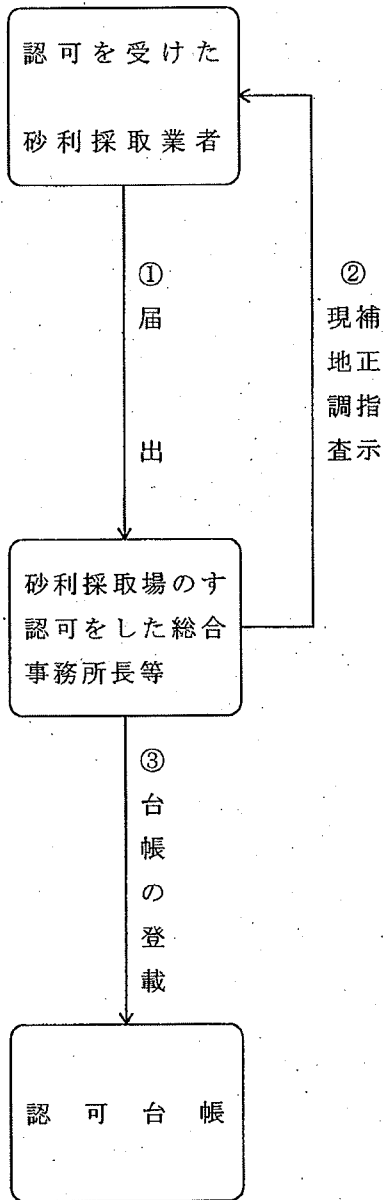 認可を受けた
砂利採取業者
①届出
②補正指示
現地調査
砂利採取場のす
認可をした総合
事務所長等
③台帳の登載
認可台帳